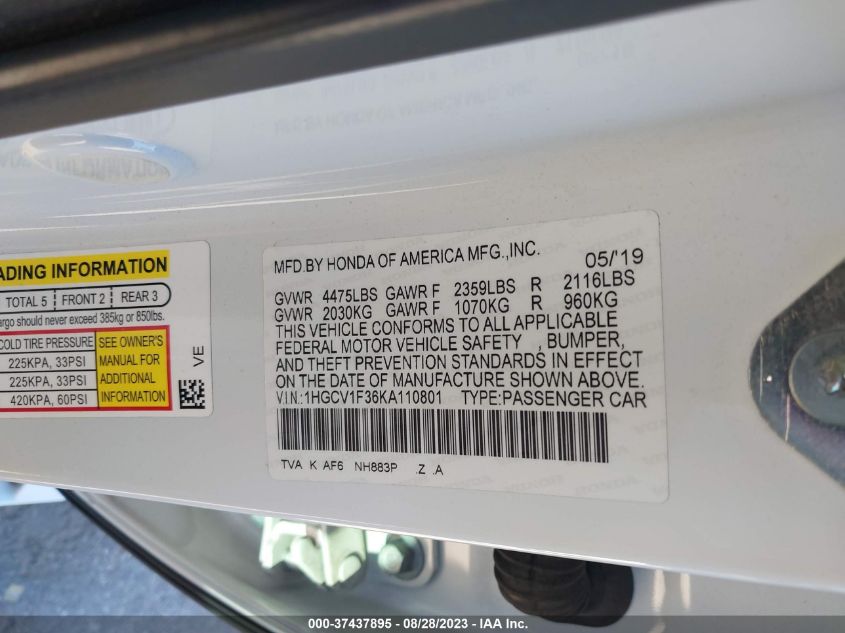 ADING INFORMATION
TOTAL 5 FRONT 2 REAR 3
argo should never exceed 385kg or 850lbs.
COLD TIRE PRESSURE
225KPA, 33PSI
225KPA, 33PSI
420KPA, 60PSI
SEE OWNER'S
MANUAL FOR
ADDITIONAL
INFORMATION
VE
MFD.BY HONDA OF AMERICA MFG.,INC. 05/'19
GVWR 4475LBS GAWR F 2359LBS R 2116LBS
GVWR 2030KG GAWR F 1070KG R 960KG
THIS VEHICLE CONFORMS TO ALL APPLICABLE
FEDERAL MOTOR VEHICLE SAFETY , BUMPER,
AND THEFT PREVENTION STANDARDS IN EFFECT
ON THE DATE OF MANUFACTURE SHOWN ABOVE.
VIN:1HGCV1F36KA110801 TYPE:PASSENGER CAR
TVA K AF6 NH883P .Z .A
000-37437895 - 08/28/2023 - IAA Inc.